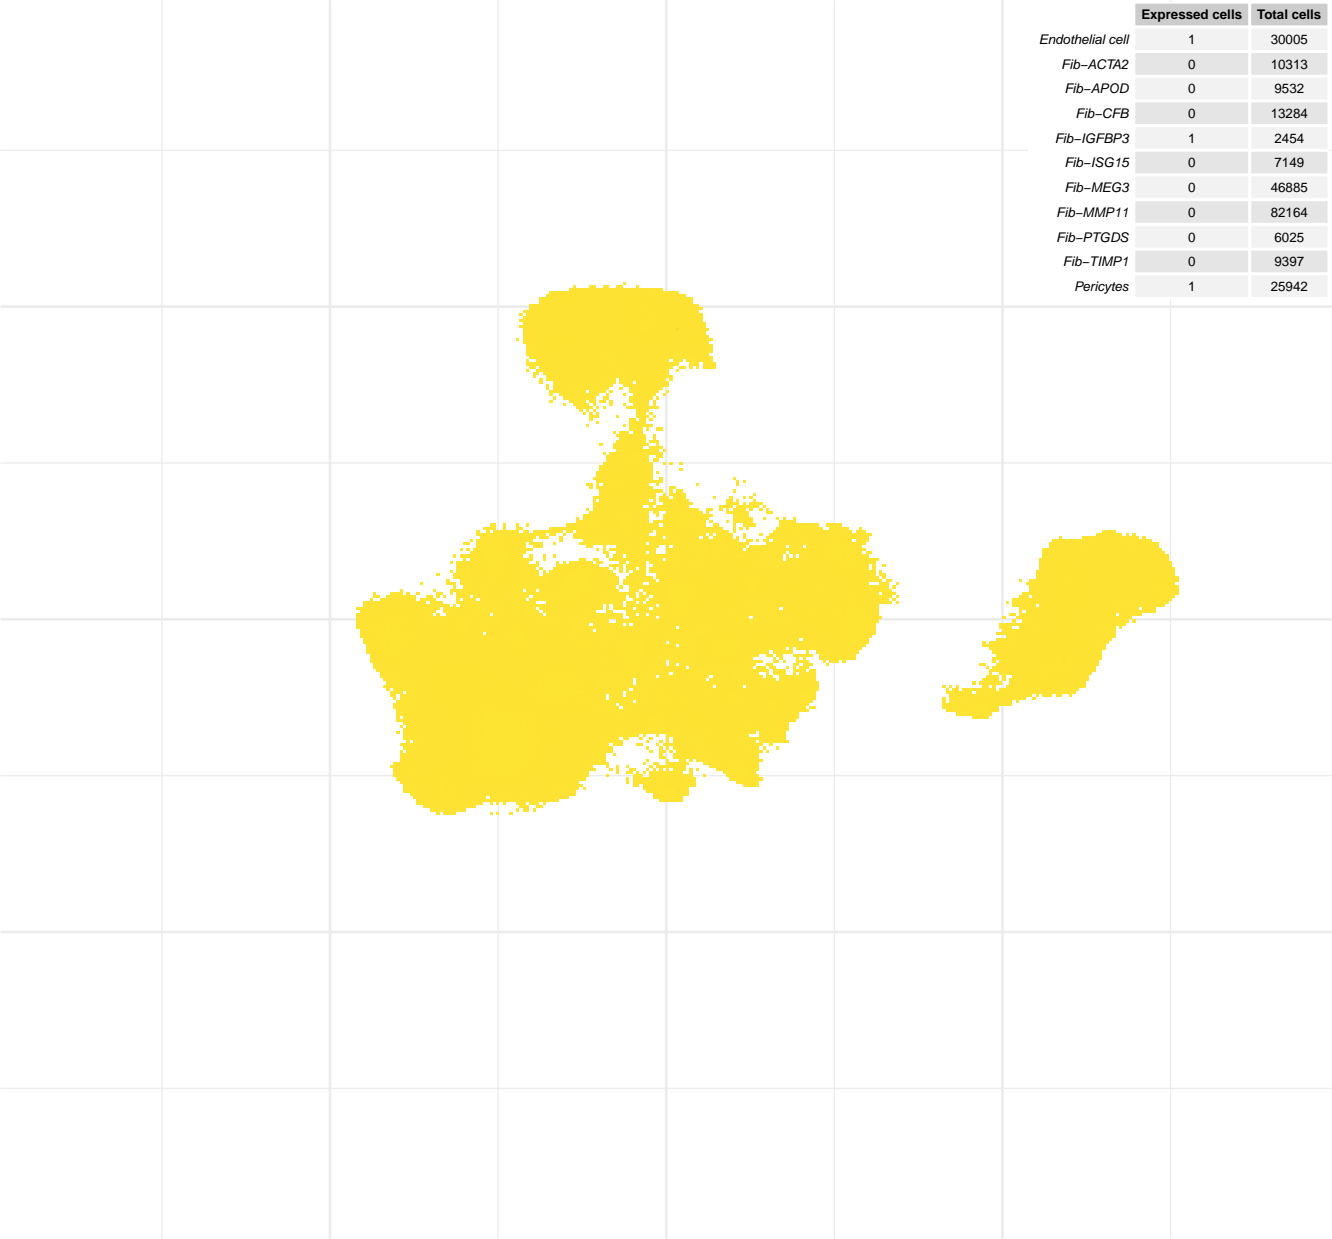 Expressed cells Total cells
Endothelial cell 1 30005
Fib−ACTA2 0 10313
Fib−APOD 0 9532
Fib−CFB 0 13284
Fib−IGFBP3 1 2454
Fib−ISG15 0 7149
Fib−MEG3 0 46885
Fib−MMP11 0 82164
Fib−PTGDS 0 6025
Fib−TIMP1 0 9397
Pericytes 1 25942